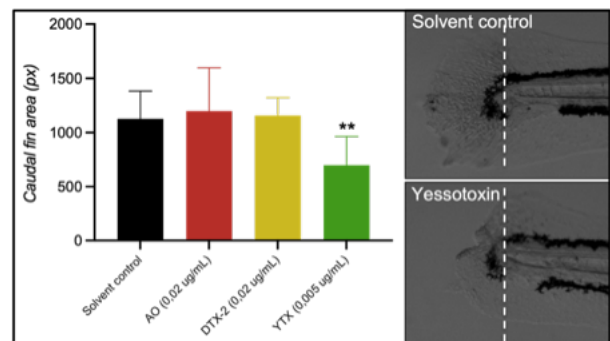 Caudal fin area (px)
1500
1000
500
0
**
Solvent control
AO (0,02 ug/mL)
DTX-2 (0,02 ug/mL)
YTX (0,005 ug/mL)
2000
Solvent control
Yessotoxin